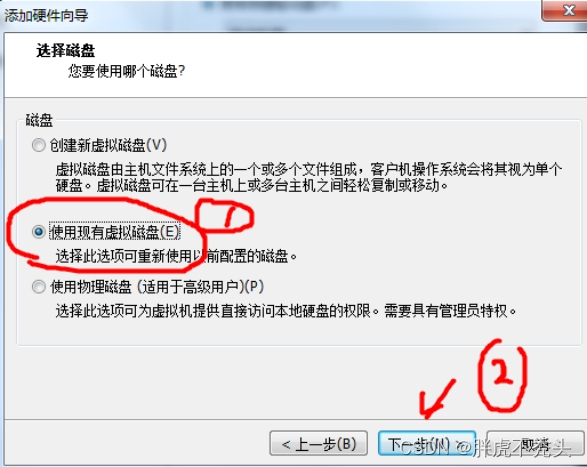 添加硬件向导
选择磁盘
您要使用哪个磁盘?
磁盘
创建新虚拟磁盘(V)
虚拟磁盘由主机文件系统上的一个或多个文件组成，客户机操作系统会将其视为单个
硬盘。虚拟磁盘可在一台主机上或多台主机之间轻松复制或移动。
1
使用现有虚拟磁盘(E)
选择此选项可重新使用以前配置的磁盘。
使用物理磁盘 (适用于高级用户)(P)
选择此选项可为虚拟机提供直接访问本地硬盘的权限。需要具有管理员特权。
2
< 上一步(B) 下一步(N) > 取消
CSDN @胖虎不秃头